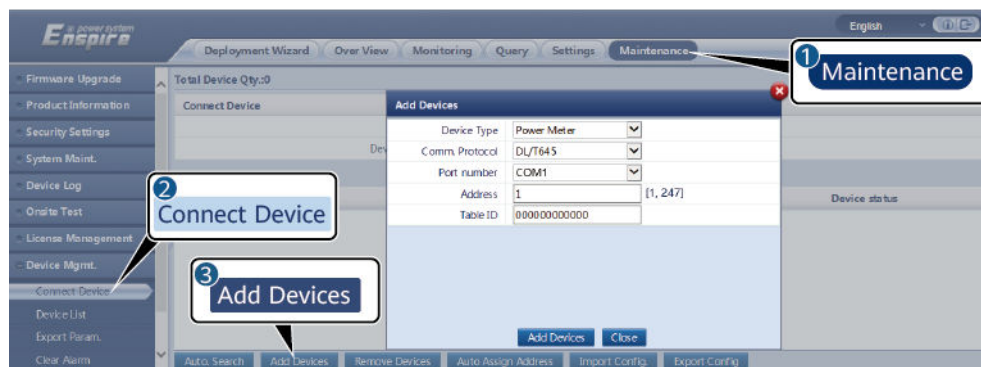 English
Enspire
Deployment Wizard Over View Monitoring Query Settings Maintenance
1
Maintenance
Firmware Upgrade
Product Information
Security Settings
System Maint.
Device Log
Onsite Test
License Management
Device Mgmt.
Connect Device
Device List
Export Param.
Clear Alarm
Total Device Qty.:0
Connect Device
Dev
Device status
Add Devices
Device Type Power Meter
Comm. Protocol DL/T645
Port number COM1
Address 1 [1, 247]
Table ID 000000000000
Add Devices Close
2
Connect Device
3
Add Devices
Auto. Search Add Devices Remove Devices Auto Assign Address Import Config. Export Config